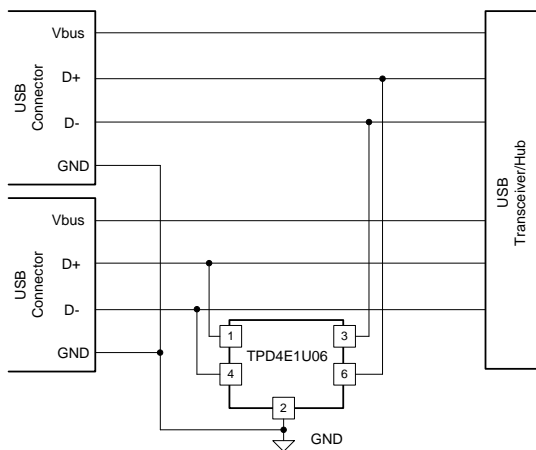 Vbus
D+
D-
GND
USB
Connector
Vbus
D+
D-
GND
USB
Connector
USB
Transceiver/Hub
1
3
TPD4E1U06
4
6
2
GND